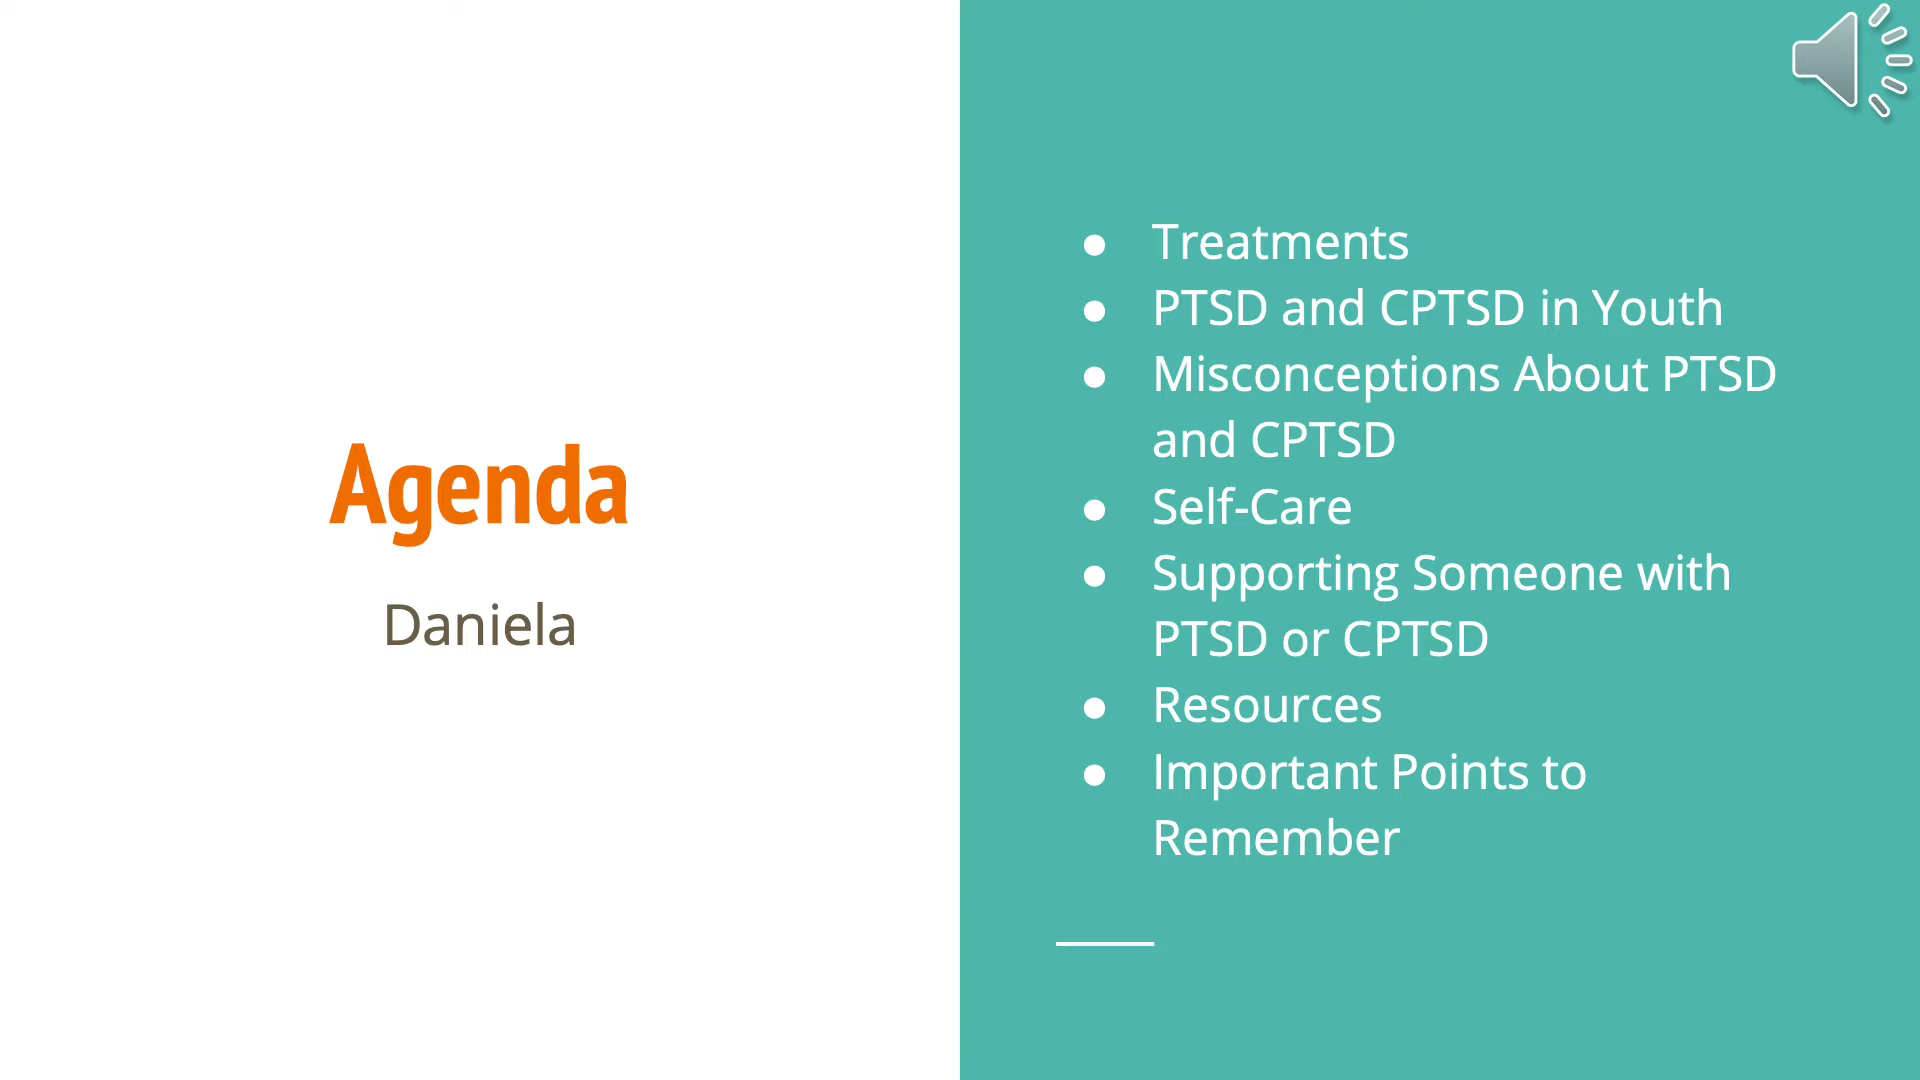 Agenda
Daniela
● Treatments
● PTSD and CPTSD in Youth
● Misconceptions About PTSD
and CPTSD
● Self-Care
● Supporting Someone with
PTSD or CPTSD
● Resources
● Important Points to
Remember